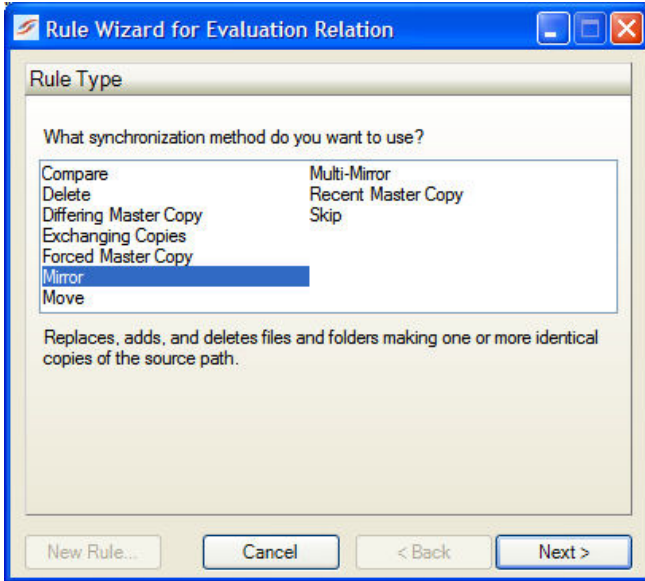 Rule Wizard for Evaluation Relation
Rule Type
What synchronization method do you want to use?
Compare
Delete
Differing Master Copy
Exchanging Copies
Forced Master Copy
Mirror
Move
Multi-Mirror
Recent Master Copy
Skip
Replaces, adds, and deletes files and folders making one or more identical
copies of the source path.
New Rule... Cancel < Back Next >